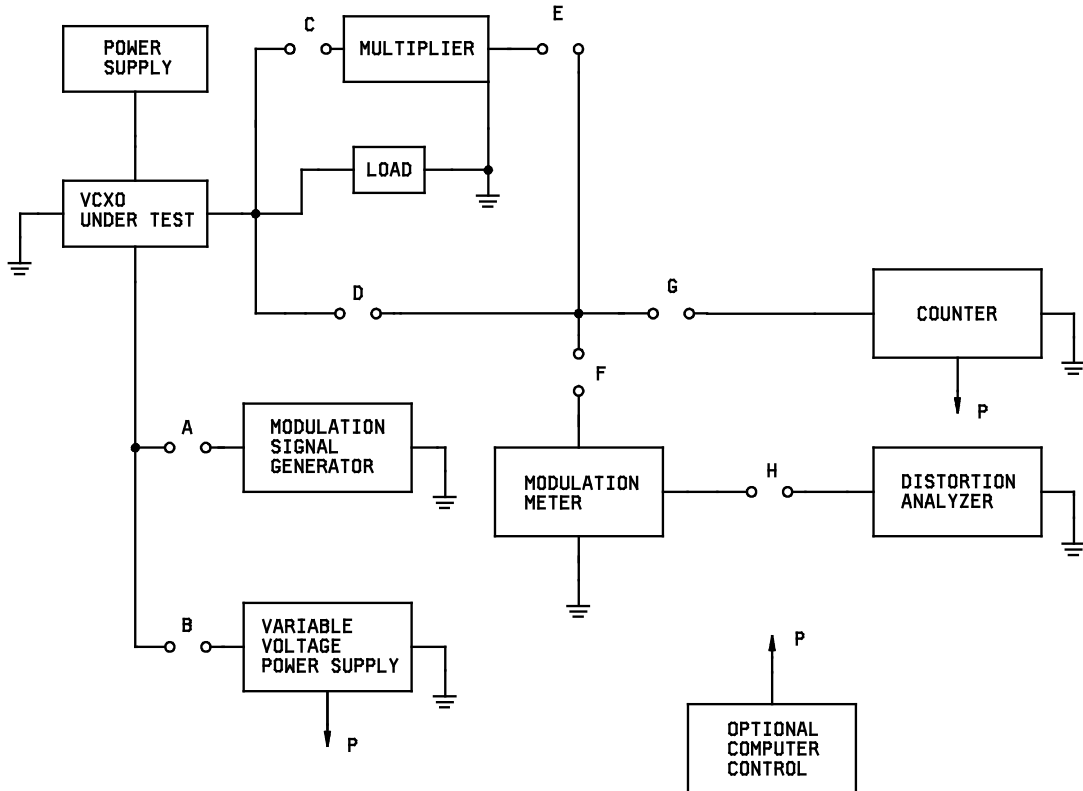 E
C
POWER
SUPPLY
MULTIPLIER
LOAD
VCXO
UNDER TEST
D
G
COUNTER
F
P
A
MODULATION
SIGNAL
GENERATOR
MODULATION
METER
H
DISTORTION
ANALYZER
B
VARIABLE
VOLTAGE
POWER SUPPLY
P
P
OPTIONAL
COMPUTER
CONTROL